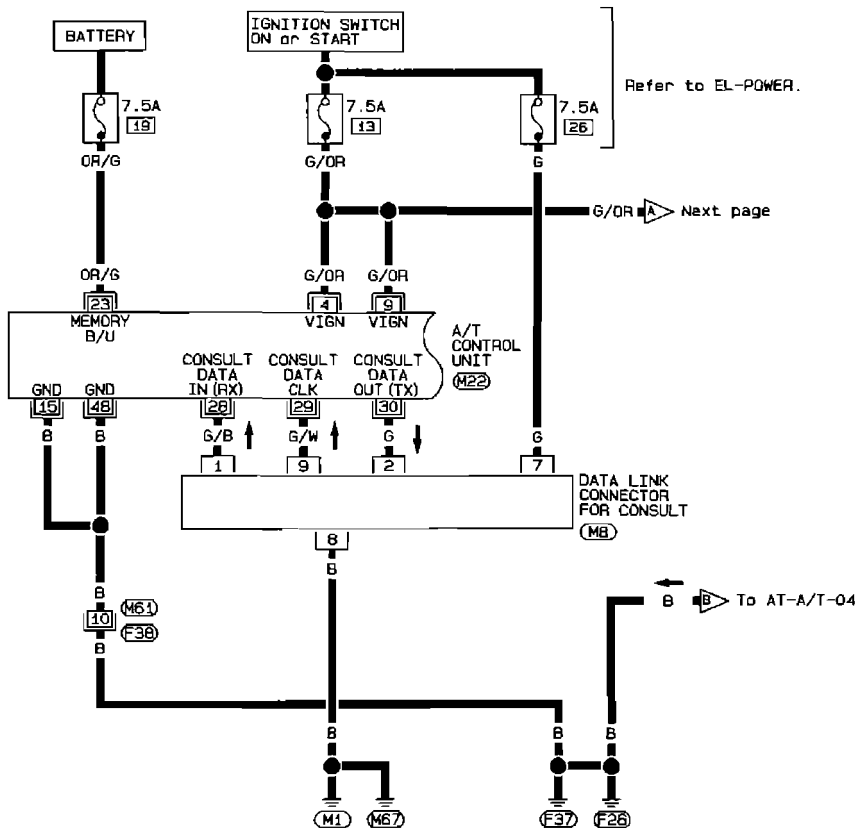 BATTERY
IGNITION SWITCH
ON or START
Refer to EL-POWER.
7.5A
19
7.5A
13
7.5A
26
OR/G
G/OR
G
G/OR
A
Next page
OR/G
G/OR
G/OR
23
4
9
MEMORY
B/U
VIGN
VIGN
A/T
CONTROL
UNIT
M22
CONSULT
DATA
IN (RX)
CONSULT
DATA
CLK
CONSULT
DATA
OUT (TX)
GND
GND
15
48
28
29
30
B
B
G/B
G/W
G
G
1
9
2
7
DATA LINK
CONNECTOR
FOR CONSULT
M8
8
B
B
10
M61
F38
B
B
B
To AT-A/T-04
B
B
B
M1
M67
F37
F26